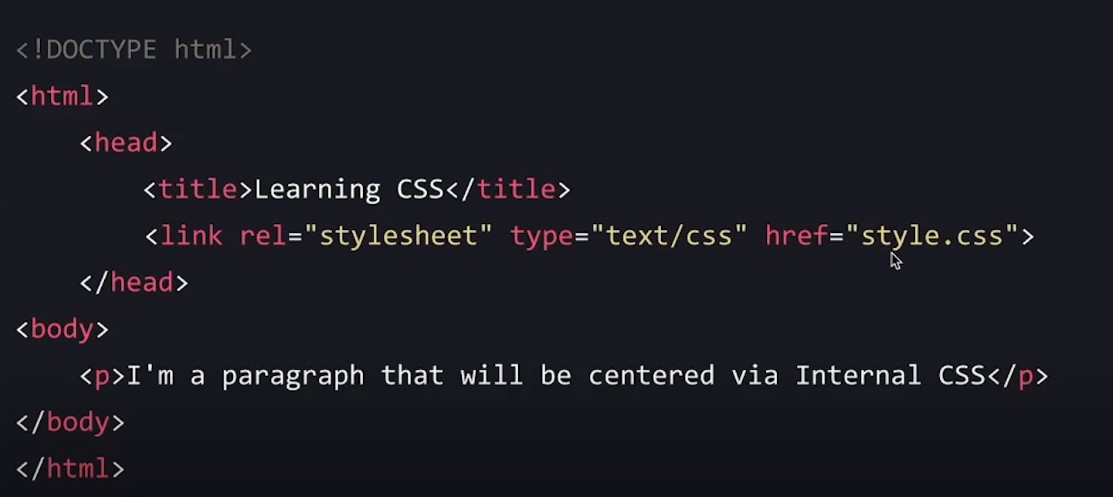 <!DOCTYPE html>
<html>
<head>
<title>Learning CSS</title>
<link rel="stylesheet" type="text/css" href="style.css">
</head>
<body>
<p>I'm a paragraph that will be centered via Internal CSS</p>
</body>
</html>